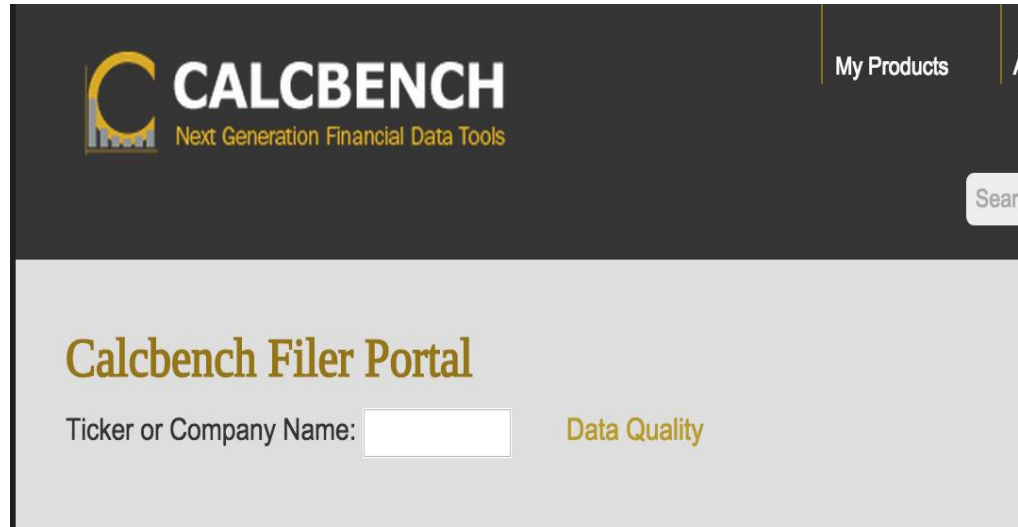 CALCBENCH
Next Generation Financial Data Tools
My Products
Calcbench Filer Portal
Ticker or Company Name:
Data Quality